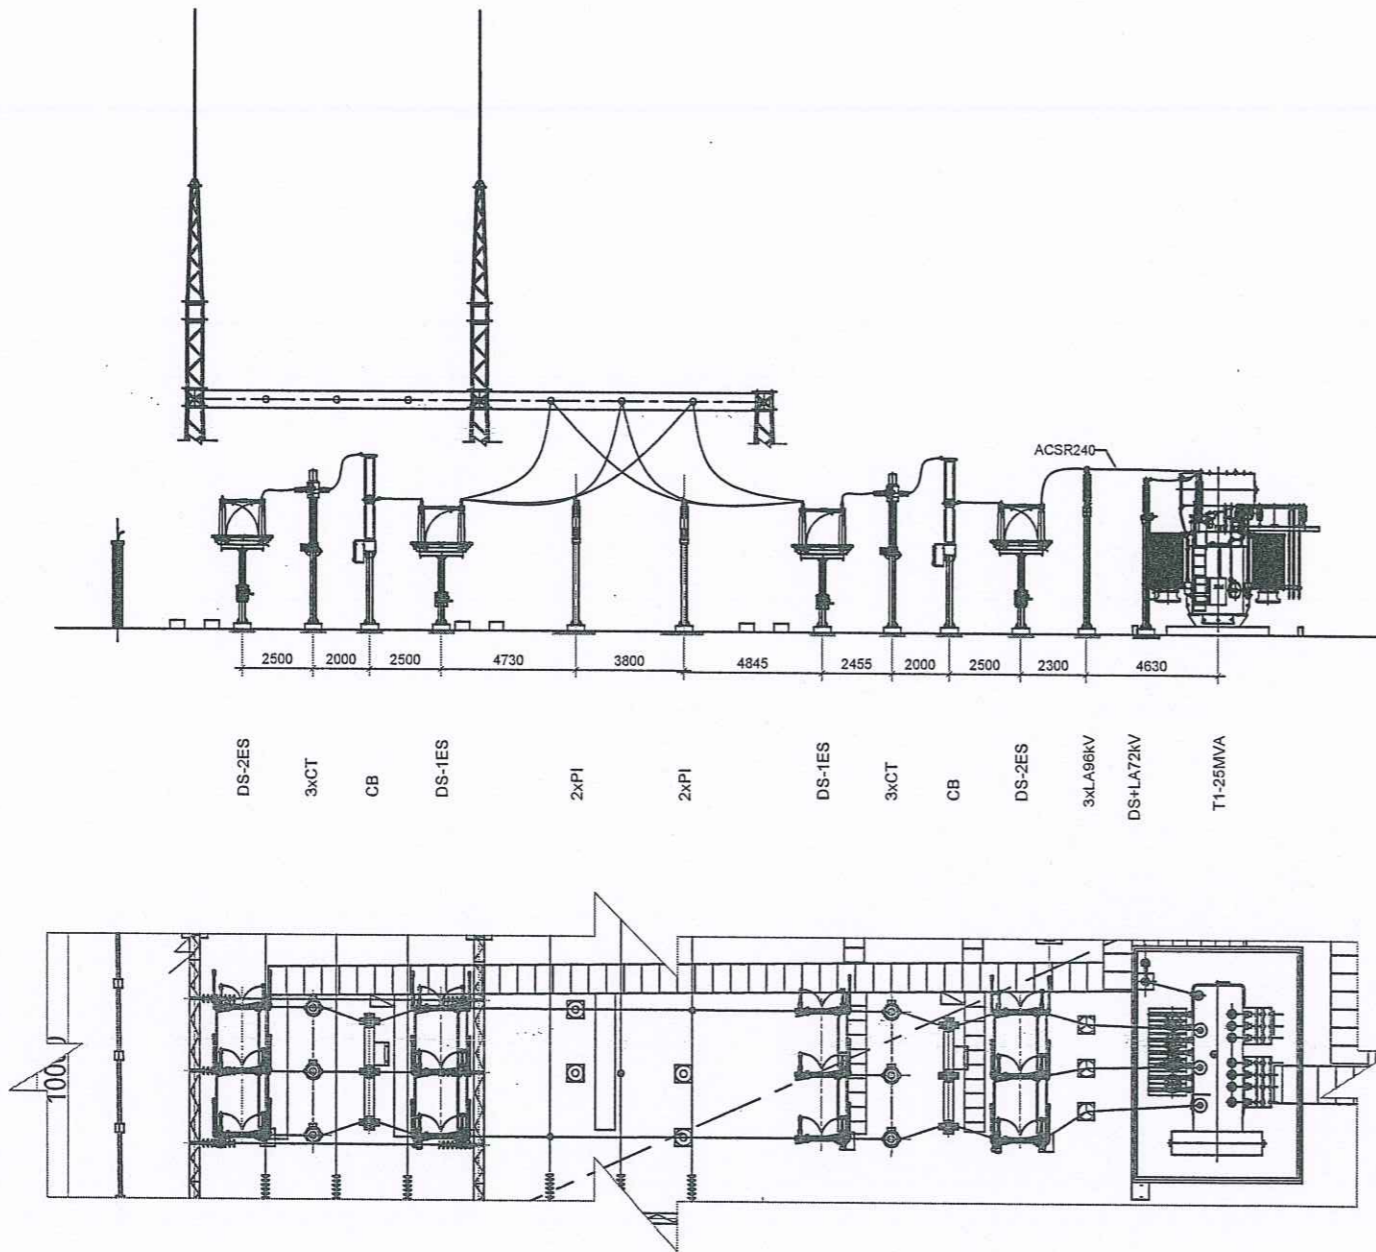 ACSR240
2500 2000 2500 4730 3800 4845 2455 2000 2500 2300 4630
DS-2ES
3xCT
CB
DS-1ES
2xPI
2xPI
DS-1ES
3xCT
CB
DS-2ES
3xLA96kV
DS+LA72kV
T1-25MVA